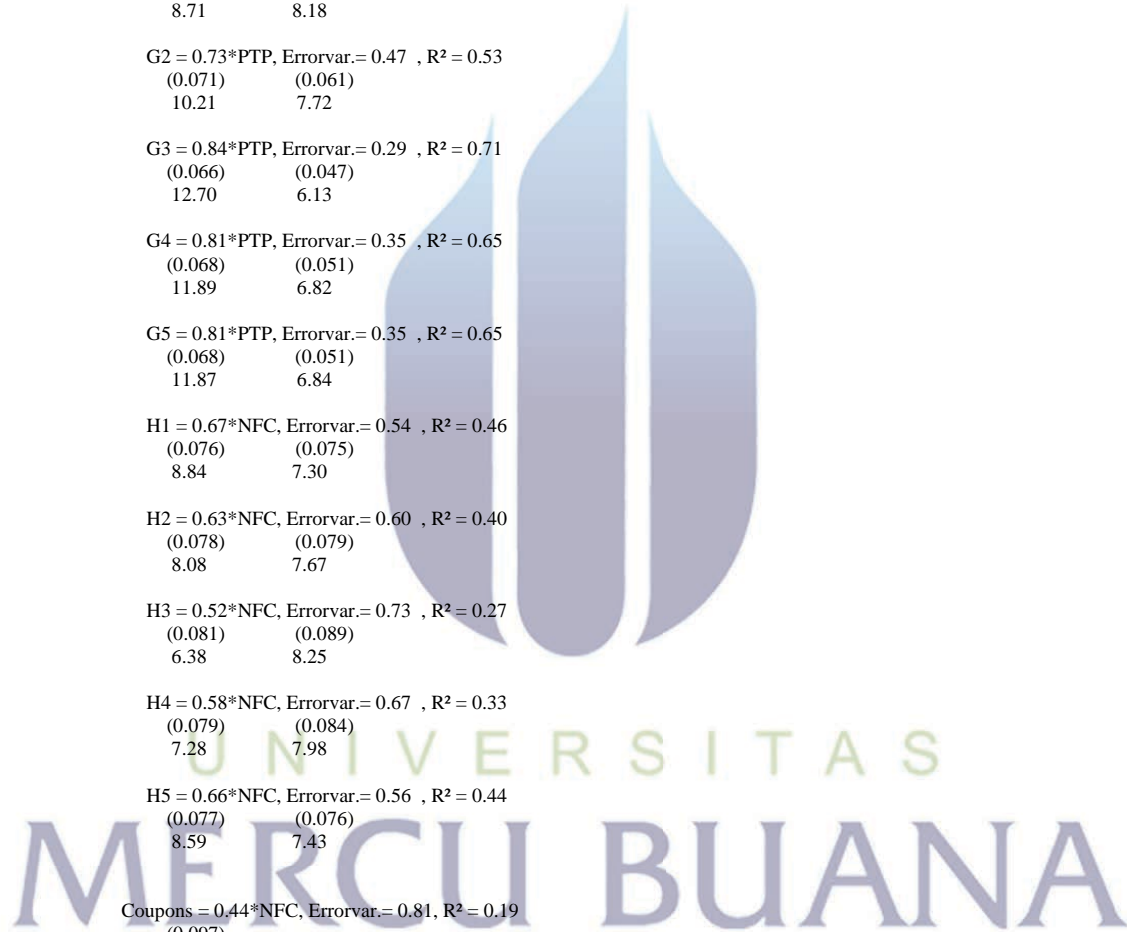 8.71 8.18
G2 = 0.73*PTP, Errorvar.= 0.47 , R² = 0.53
(0.071) (0.061)
10.21 7.72
G3 = 0.84*PTP, Errorvar.= 0.29 , R² = 0.71
(0.066) (0.047)
12.70 6.13
G4 = 0.81*PTP, Errorvar.= 0.35 , R² = 0.65
(0.068) (0.051)
11.89 6.82
G5 = 0.81*PTP, Errorvar.= 0.35 , R² = 0.65
(0.068) (0.051)
11.87 6.84
H1 = 0.67*NFC, Errorvar.= 0.54 , R² = 0.46
(0.076) (0.075)
8.84 7.30
H2 = 0.63*NFC, Errorvar.= 0.60 , R² = 0.40
(0.078) (0.079)
8.08 7.67
H3 = 0.52*NFC, Errorvar.= 0.73 , R² = 0.27
(0.081) (0.089)
6.38 8.25
H4 = 0.58*NFC, Errorvar.= 0.67 , R² = 0.33
(0.079) (0.084)
7.28 7.98
UNIVERSITAS
H5 = 0.66*NFC, Errorvar.= 0.56 , R² = 0.44
(0.077) (0.076)
8.59 7.43
MERCU BUANA
Coupons = 0.44*NFC, Errorvar.= 0.81, R² = 0.19
(0.097)